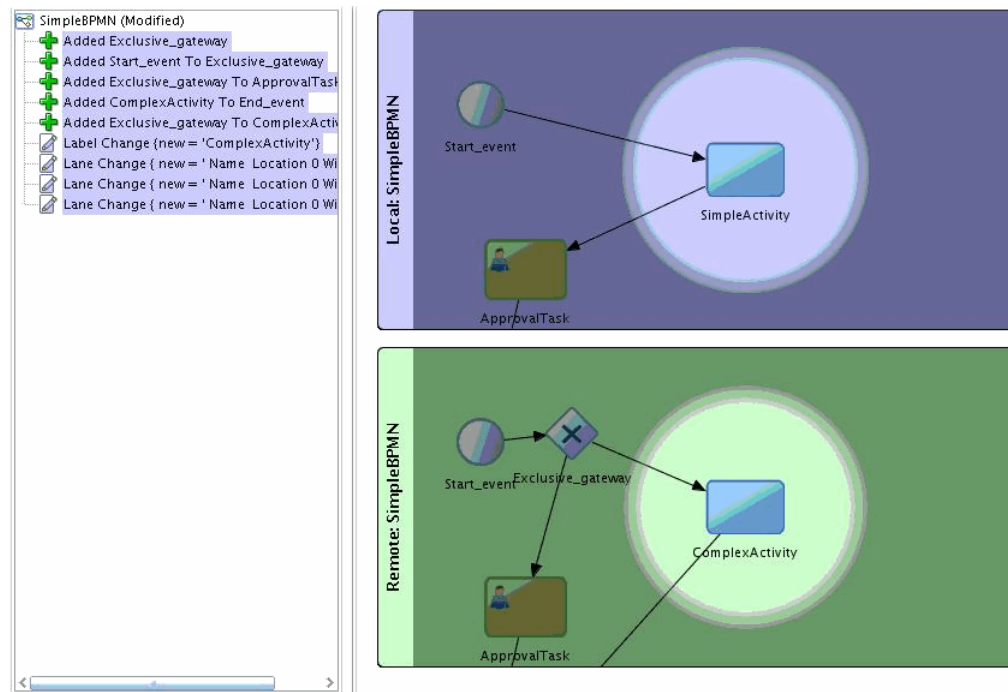 SimpleBPMN (Modified)
Added Exclusive_gateway
Added Start_event To Exclusive_gateway
Added Exclusive_gateway To ApprovalTask
Added ComplexActivity To End_event
Added Exclusive_gateway To ComplexActiv
Label Change {new = 'ComplexActivity'}
Lane Change { new = ' Name  Location 0 Wi
Lane Change { new = ' Name  Location 0 Wi
Lane Change { new = ' Name  Location 0 Wi
Local: SimpleBPMN
Start_event
SimpleActivity
ApprovalTask
Remote: SimpleBPMN
Start_event
Exclusive_gateway
ComplexActivity
ApprovalTask